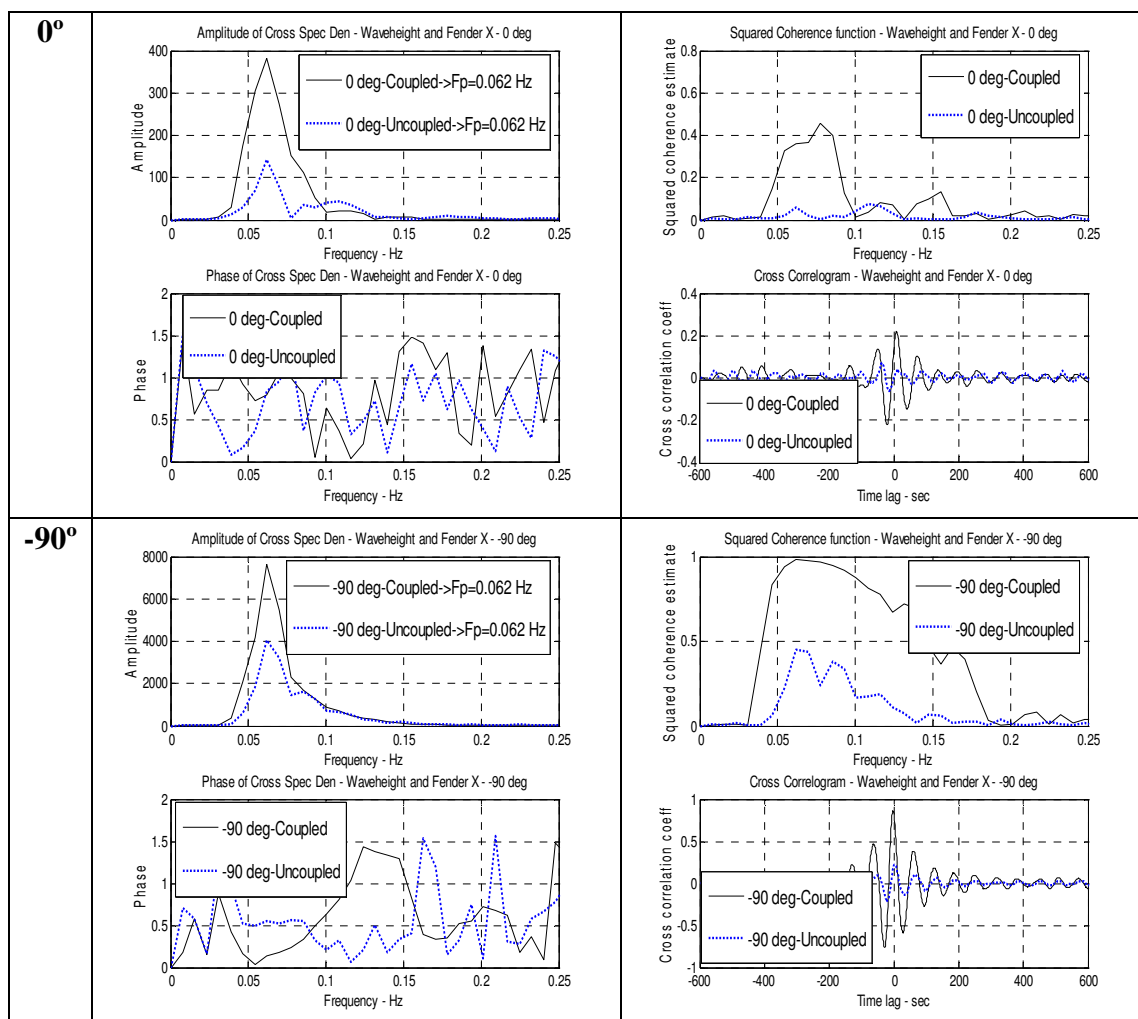 0º
Amplitude of Cross Spec Den - Waveheight and Fender X - 0 deg
400
300
200
100
0
Amplitude
0 deg-Coupled->Fp=0.062 Hz
0 deg-Uncoupled->Fp=0.062 Hz
0 0.05 0.1 0.15 0.2 0.25
Frequency - Hz
Phase of Cross Spec Den - Waveheight and Fender X - 0 deg
2
1.5
1
0.5
0
Phase
0 deg-Coupled
0 deg-Uncoupled
0 0.05 0.1 0.15 0.2 0.25
Frequency - Hz
Squared Coherence function - Waveheight and Fender X - 0 deg
0.8
0.6
0.4
0.2
0
Squared coherence estimate
0 deg-Coupled
0 deg-Uncoupled
0 0.05 0.1 0.15 0.2 0.25
Frequency - Hz
Cross Correlogram - Waveheight and Fender X - 0 deg
0.4
0.2
0
-0.2
-0.4
Cross correlation coeff
0 deg-Coupled
0 deg-Uncoupled
-600 -400 -200 0 200 400 600
Time lag - sec
-90º
Amplitude of Cross Spec Den - Waveheight and Fender X - -90 deg
8000
6000
4000
2000
0
Amplitude
-90 deg-Coupled->Fp=0.062 Hz
-90 deg-Uncoupled->Fp=0.062 Hz
0 0.05 0.1 0.15 0.2 0.25
Frequency - Hz
Phase of Cross Spec Den - Waveheight and Fender X - -90 deg
2
1.5
1
0.5
0
Phase
-90 deg-Coupled
-90 deg-Uncoupled
0 0.05 0.1 0.15 0.2 0.25
Frequency - Hz
Squared Coherence function - Waveheight and Fender X - -90 deg
1
0.5
0
Squared coherence estimate
-90 deg-Coupled
-90 deg-Uncoupled
0 0.05 0.1 0.15 0.2 0.25
Frequency - Hz
Cross Correlogram - Waveheight and Fender X - -90 deg
1
0.5
0
-0.5
-1
Cross correlation coeff
-90 deg-Coupled
-90 deg-Uncoupled
-600 -400 -200 0 200 400 600
Time lag - sec